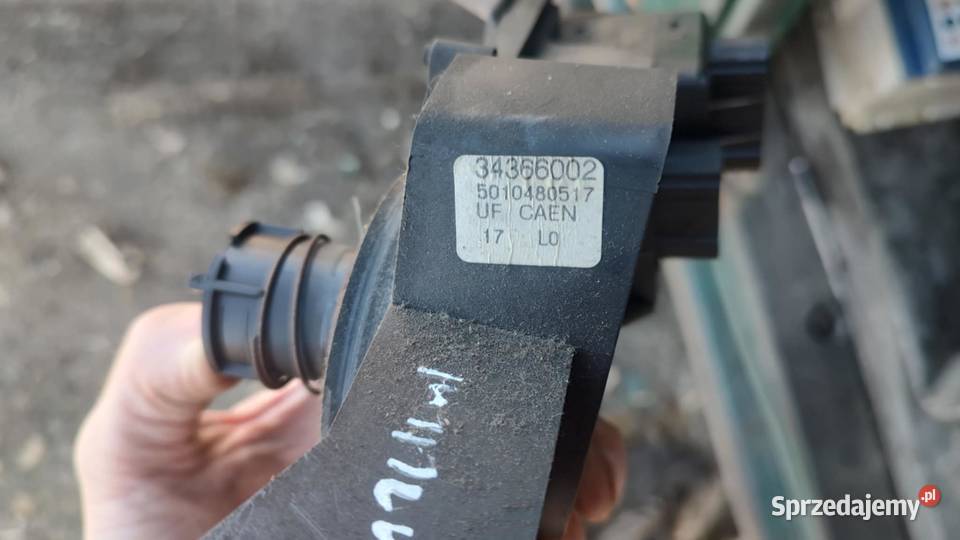 34366002
5010480517
UF CAEN
17 L0
Sprzedajemy.pl